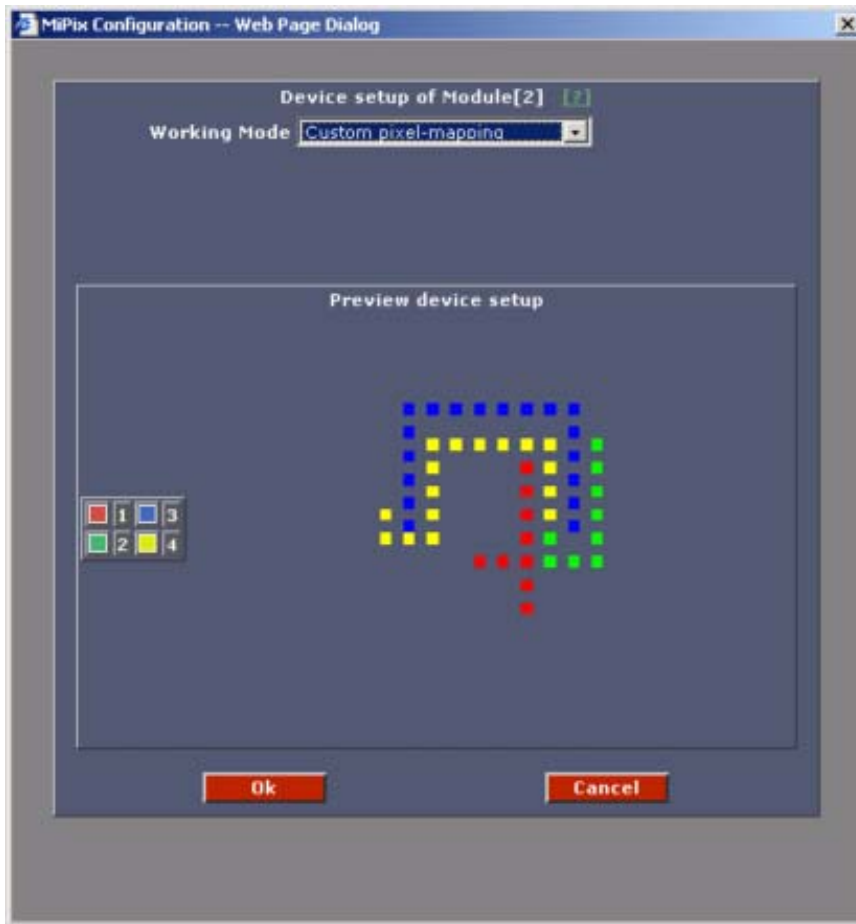 MiPix Configuration -- Web Page Dialog
Device setup of Module[2] [?]
Working Mode Custom pixel-mapping
Preview device setup
1 3
2 4
Ok Cancel